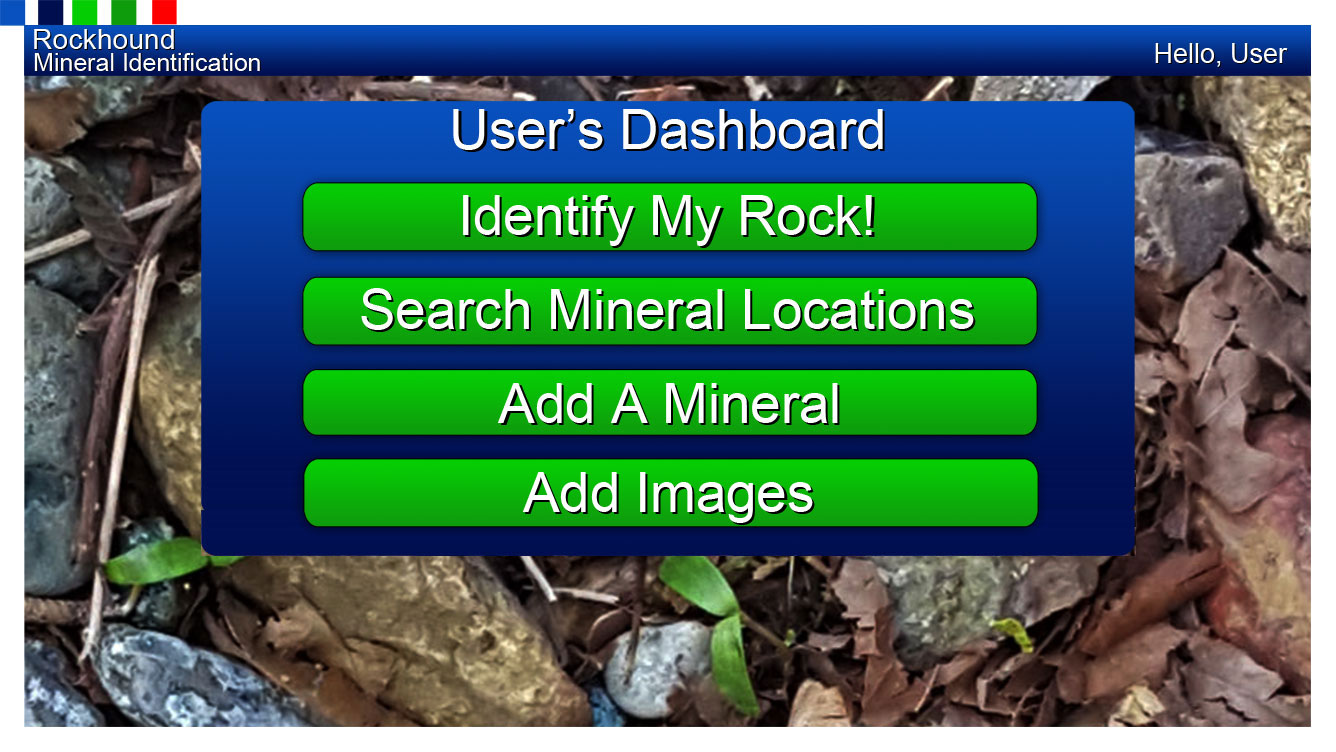 Rockhound
Mineral Identification
Hello, User
User’s Dashboard
Identify My Rock!
Search Mineral Locations
Add A Mineral
Add Images